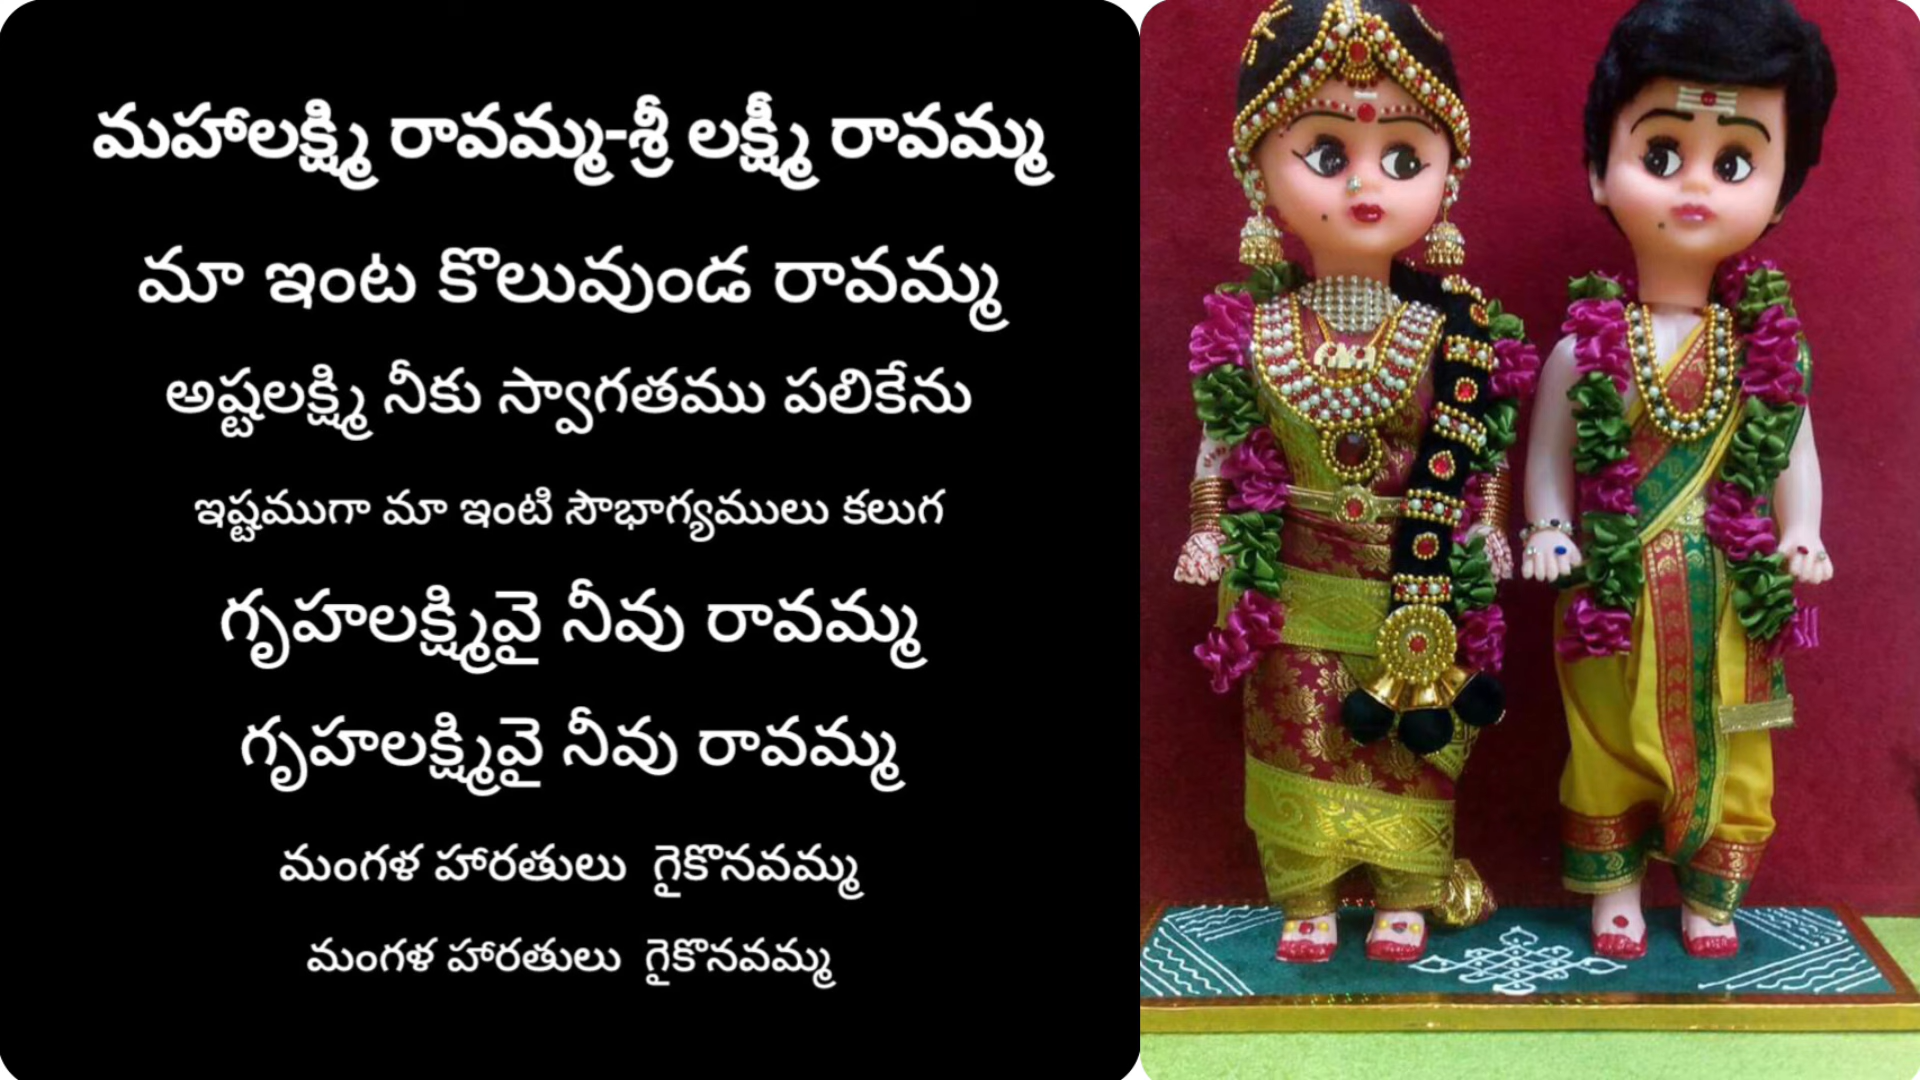 మహాలక్ష్మి రావమ్మ-శ్రీ లక్ష్మీ రావమ్మ
మా ఇంట కొలువుండ రావమ్మ
అష్టలక్ష్మి నీకు స్వాగతము పలికేను
ఇష్టముగా మా ఇంటి సౌభాగ్యములు కలుగ
గృహలక్ష్మివై నీవు రావమ్మ
గృహలక్ష్మివై నీవు రావమ్మ
మంగళ హారతులు గైకొనవమ్మ
మంగళ హారతులు గైకొనవమ్మ